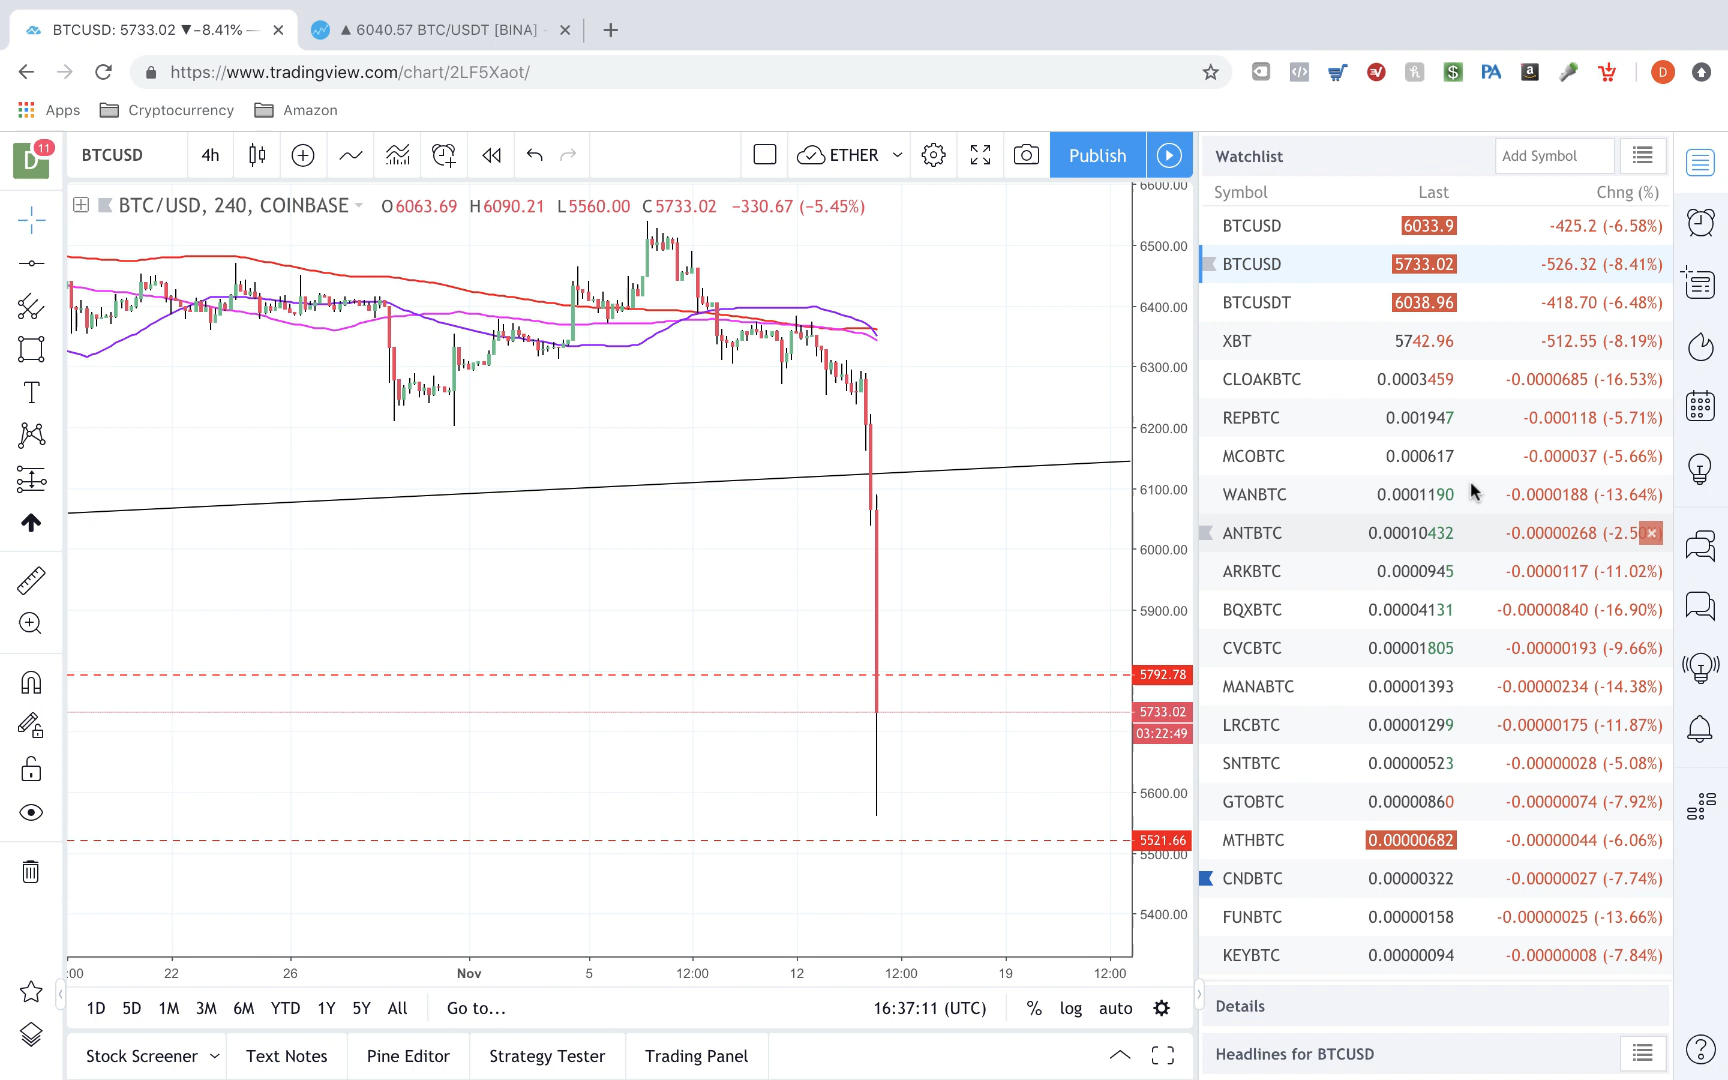 BTCUSD: 5733.02 ▼−8.41% —
▲ 6040.57 BTC/USDT [BINA]
https://www.tradingview.com/chart/2LF5Xaot/
PA
a
D
Apps
Cryptocurrency
Amazon
D
11
BTCUSD
4h
ETHER
Publish
BTC/USD, 240, COINBASE
O6063.69 H6090.21 L5560.00 C5733.02 −330.67 (−5.45%)
6600.00
6500.00
6400.00
6300.00
6200.00
6100.00
6000.00
5900.00
5792.78
5733.02
03:22:49
5600.00
5521.66
5500.00
5400.00
:00
22
26
Nov
5
12:00
12
12:00
19
12:00
1D 5D 1M 3M 6M YTD 1Y 5Y All
Go to...
16:37:11 (UTC)
% log auto
Stock Screener
Text Notes
Pine Editor
Strategy Tester
Trading Panel
Watchlist
Add Symbol
Symbol Last Chng (%)
BTCUSD 6033.9 -425.2 (-6.58%)
BTCUSD 5733.02 -526.32 (-8.41%)
BTCUSDT 6038.96 -418.70 (-6.48%)
XBT 5742.96 -512.55 (-8.19%)
CLOAKBTC 0.0003459 -0.0000685 (-16.53%)
REPBTC 0.001947 -0.000118 (-5.71%)
MCOBTC 0.000617 -0.000037 (-5.66%)
WANBTC 0.0001190 -0.0000188 (-13.64%)
ANTBTC 0.00010432 -0.00000268 (-2.50
ARKBTC 0.0000945 -0.0000117 (-11.02%)
BQXBTC 0.00004131 -0.00000840 (-16.90%)
CVCBTC 0.00001805 -0.00000193 (-9.66%)
MANABTC 0.00001393 -0.00000234 (-14.38%)
LRCBTC 0.00001299 -0.00000175 (-11.87%)
SNTBTC 0.00000523 -0.00000028 (-5.08%)
GTOBTC 0.00000860 -0.00000074 (-7.92%)
MTHBTC 0.00000682 -0.00000044 (-6.06%)
CNDBTC 0.00000322 -0.00000027 (-7.74%)
FUNBTC 0.00000158 -0.00000025 (-13.66%)
KEYBTC 0.00000094 -0.00000008 (-7.84%)
Details
Headlines for BTCUSD